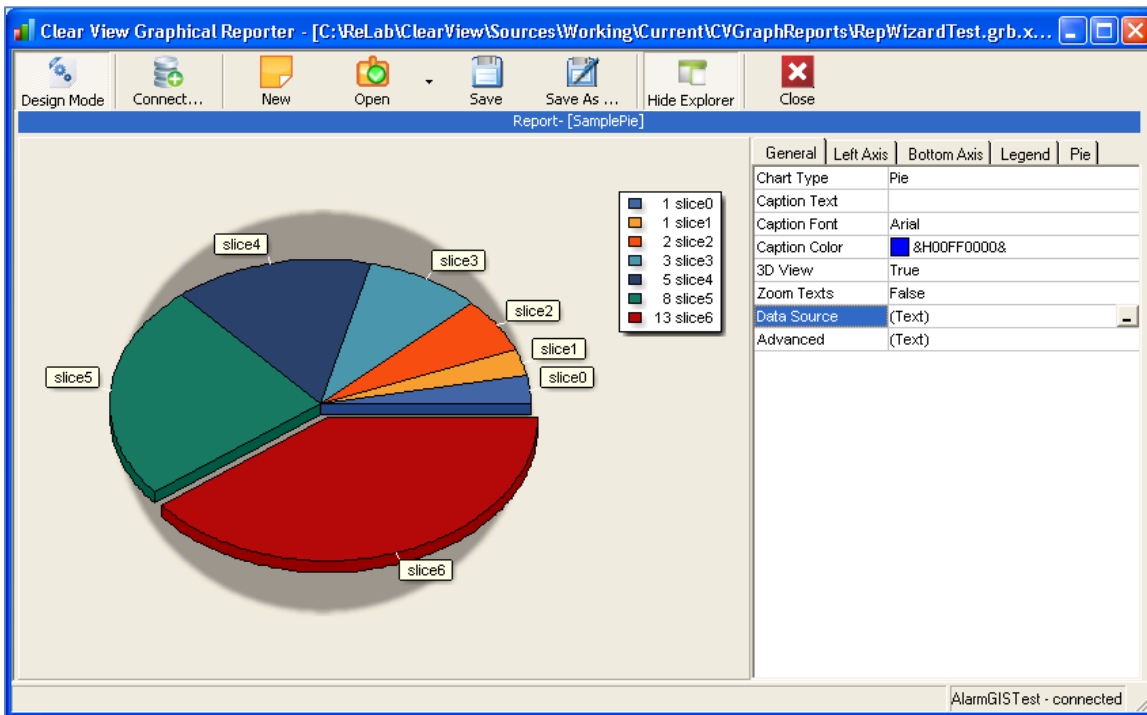 Clear View Graphical Reporter - [C:\ReLab\ClearView\Sources\Working\Current\CVGraphReports\RepWizardTest.grb.x...
Design Mode Connect... New Open Save Save As ... Hide Explorer Close
Report- [SamplePie]
General Left Axis Bottom Axis Legend Pie
Chart Type Pie
Caption Text
Caption Font Arial
Caption Color &H00FF0000&
3D View True
Zoom Texts False
Data Source (Text)
Advanced (Text)
1 slice0
1 slice1
2 slice2
3 slice3
5 slice4
8 slice5
13 slice6
slice4
slice3
slice2
slice1
slice0
slice5
slice6
AlarmGISTest - connected